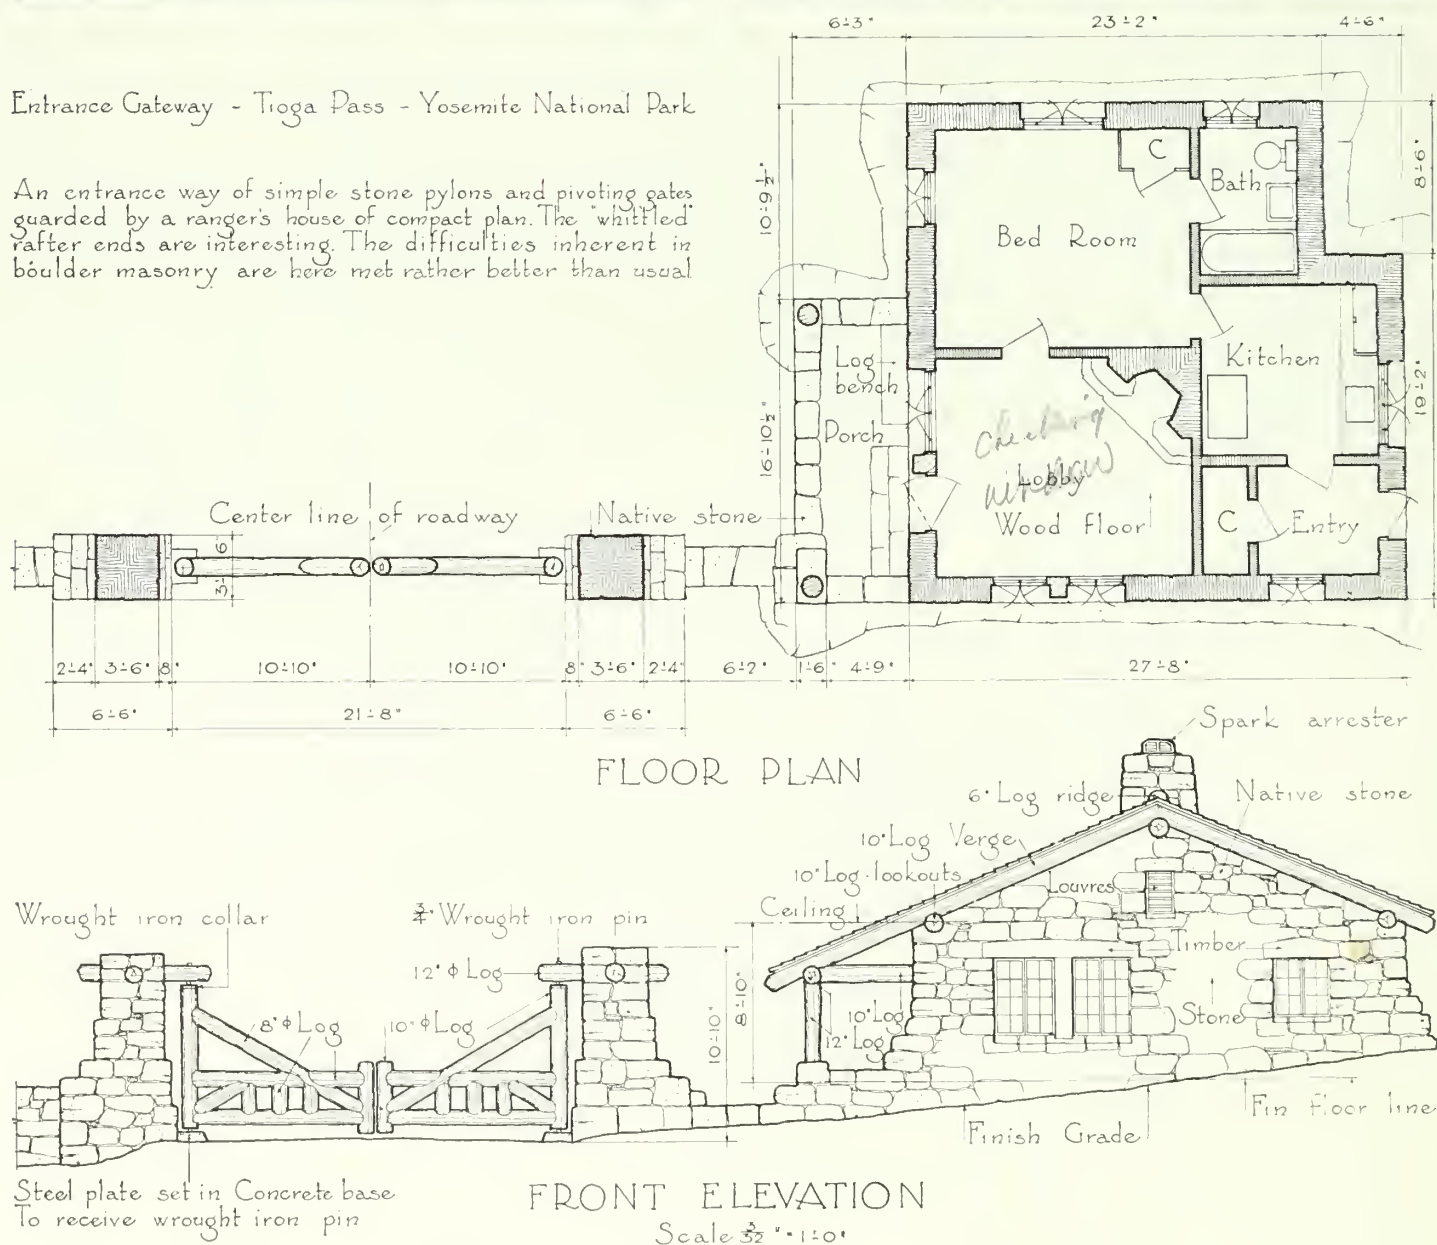 Entrance Gateway - Tioga Pass - Yosemite National Park
An entrance way of simple stone pylons and pivoting gates
guarded by a ranger's house of compact plan. The "whittled"
rafter ends are interesting. The difficulties inherent in
boulder masonry are here met rather better than usual
6'-3"
23'-2"
4'-6"
10'-9½"
16'-10½"
8'-6"
19'-2"
C
Bath
Bed Room
Kitchen
Log
bench
Porch
checking
window
Lobby
Wood floor
C
Entry
Center line of roadway
Native stone
3'-6
2'-4"
3'-6"
8"
10'-10"
10'-10"
8"
3'-6"
2'-4"
6'-2"
1'-6"
4'-9"
27'-8"
6'-6"
21'-8"
6'-6"
FLOOR PLAN
Spark arrester
6" Log ridge
Native stone
10" Log Verge
10" Log lookouts
Louvres
Ceiling
Timber
Wrought iron collar
¾" Wrought iron pin
12" φ Log
8" φ Log
10" φ Log
10'-10"
8'-10"
10" Log
12" Log
Stone
Fin floor line
Finish Grade
Steel plate set in Concrete base
To receive wrought iron pin
FRONT ELEVATION
Scale 3/32" = 1'-0"